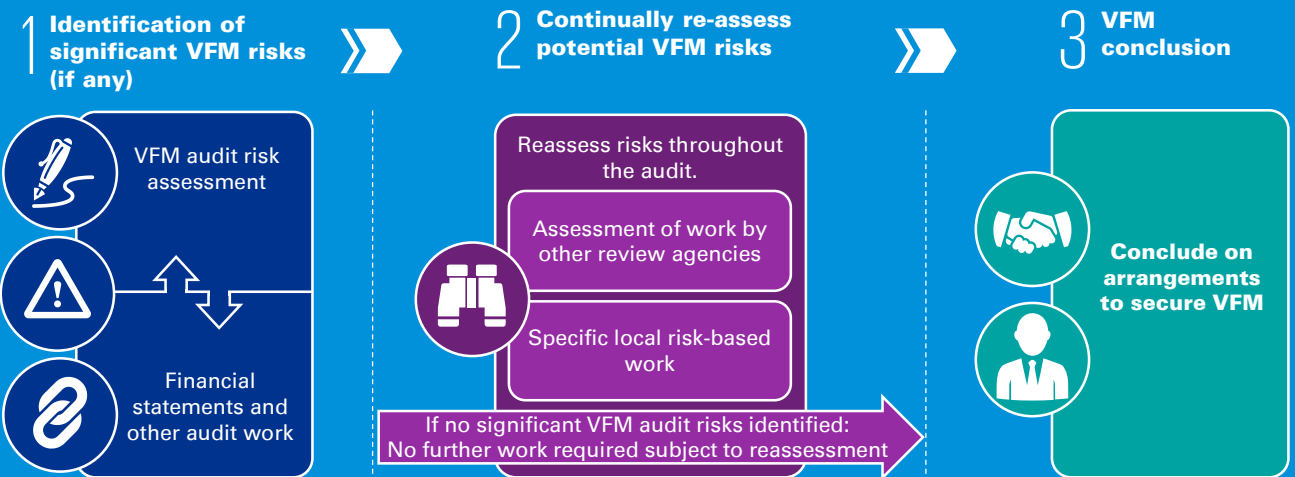 1
Identification of
significant VFM risks
(if any)
2
Continually re-assess
potential VFM risks
3
VFM
conclusion
VFM audit risk
assessment
Financial
statements and
other audit work
Reassess risks throughout
the audit.
Assessment of work by
other review agencies
Specific local risk-based
work
If no significant VFM audit risks identified:
No further work required subject to reassessment
Conclude on
arrangements
to secure VFM